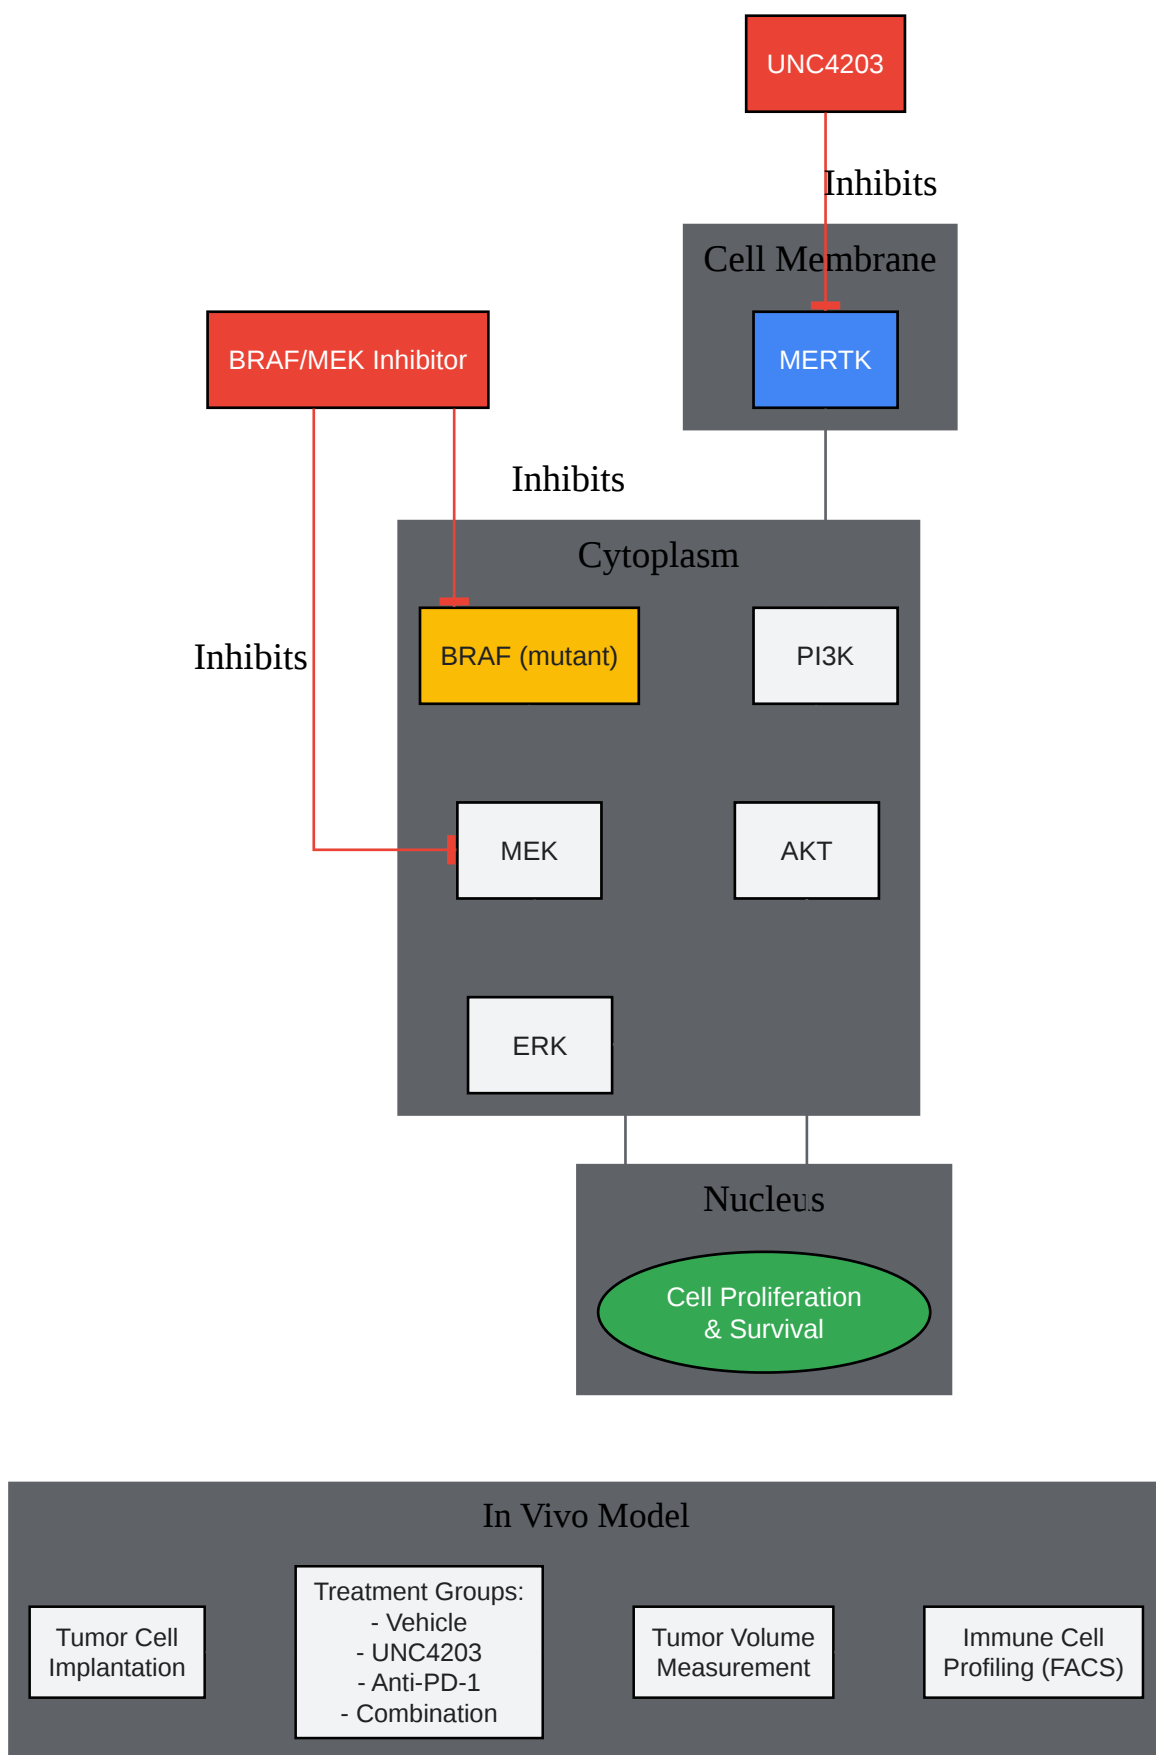 UNC4203
Inhibits
Cell Membrane
MERTK
BRAF/MEK Inhibitor
Inhibits
Cytoplasm
BRAF (mutant)
PI3K
Inhibits
MEK
AKT
ERK
Nucleus
Cell Proliferation
& Survival
In Vivo Model
Tumor Cell
Implantation
Treatment Groups:
- Vehicle
- UNC4203
- Anti-PD-1
- Combination
Tumor Volume
Measurement
Immune Cell
Profiling (FACS)